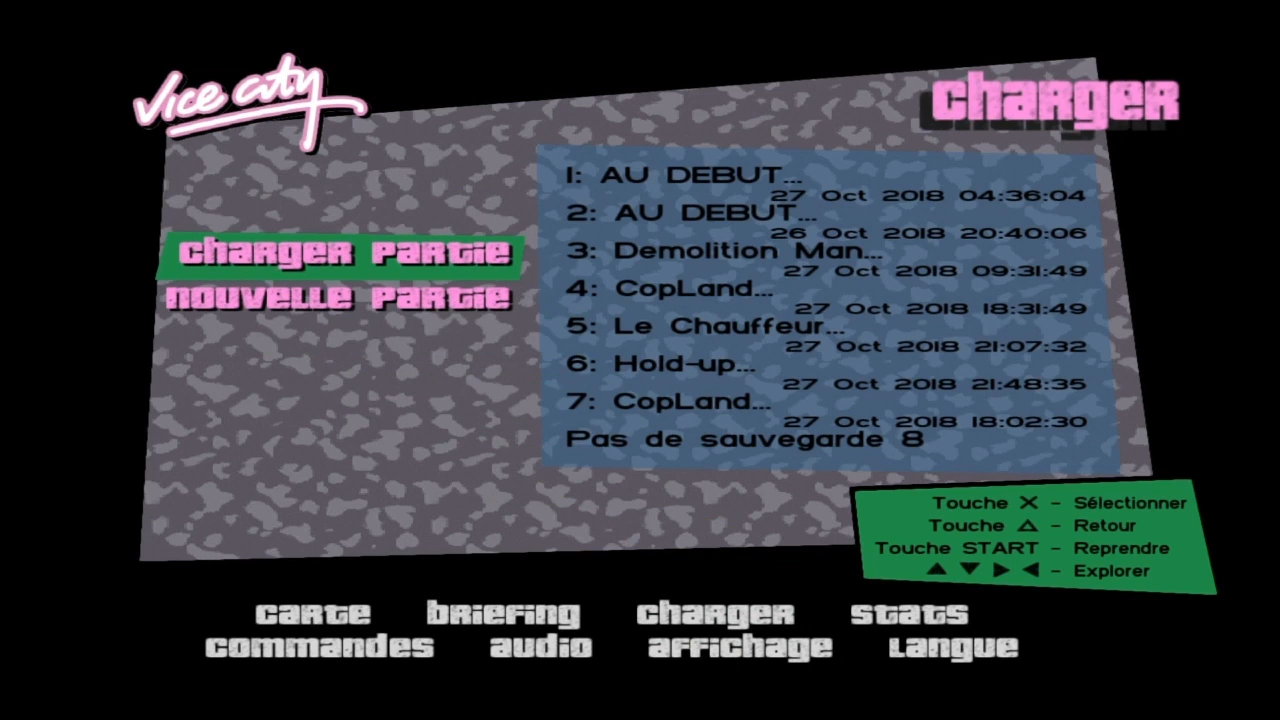 Vice City
charger
1: AU DEBUT...
27 Oct 2018 04:36:04
2: AU DEBUT...
26 Oct 2018 20:40:06
charger partie
3: Demolition Man...
27 Oct 2018 09:31:49
nouvelle partie
4: CopLand...
27 Oct 2018 18:31:49
5: Le Chauffeur...
27 Oct 2018 21:07:32
6: Hold-up...
27 Oct 2018 21:48:35
7: CopLand...
27 Oct 2018 18:02:30
Pas de sauvegarde 8
Touche X - Sélectionner
Touche △ - Retour
Touche START - Reprendre
▲ ▼ ► ◄ - Explorer
carte briefing charger stats
commandes audio affichage langue